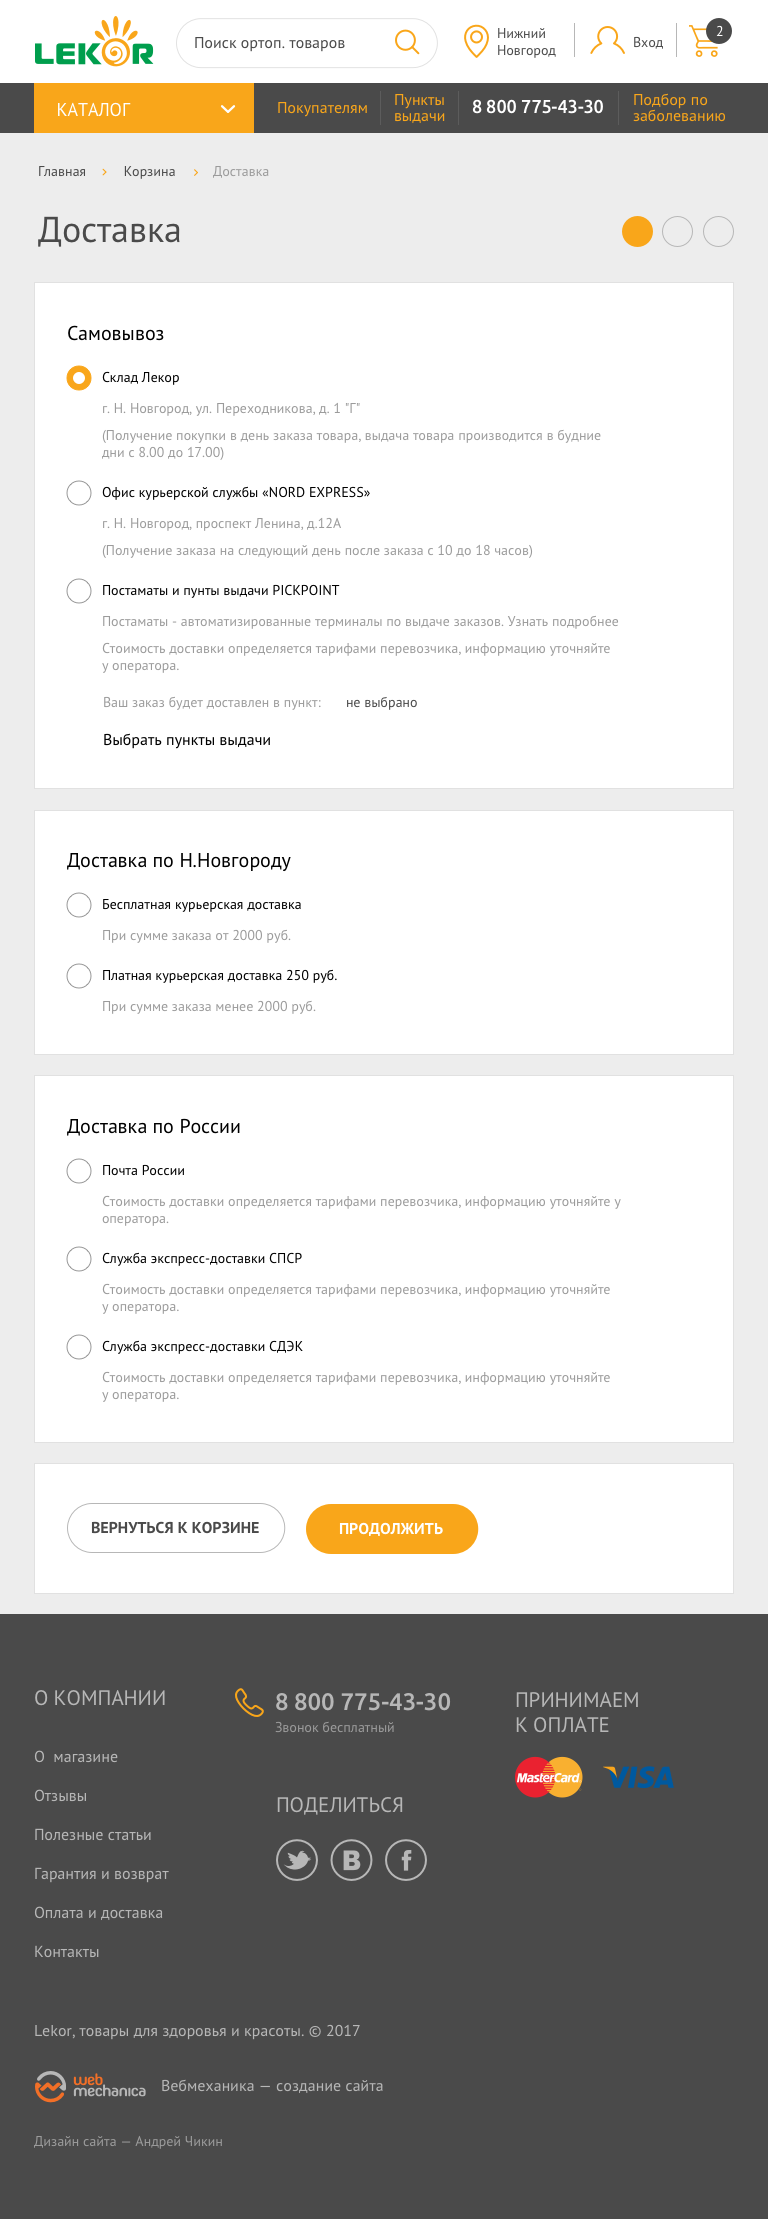 LEKOR
Поиск ортоп. товаров
Нижний
Новгород
Вход
2
КАТАЛОГ
Покупателям
Пункты
выдачи
8 800 775-43-30
Подбор по
заболеванию
Главная
Корзина
Доставка
Доставка
Самовывоз
Склад Лекор
г. Н. Новгород, ул. Переходникова, д. 1 "Г"
(Получение покупки в день заказа товара, выдача товара производится в будние
дни с 8.00 до 17.00)
Офис курьерской службы «NORD EXPRESS»
г. Н. Новгород, проспект Ленина, д.12А
(Получение заказа на следующий день после заказа с 10 до 18 часов)
Постаматы и пунты выдачи PICKPOINT
Постаматы - автоматизированные терминалы по выдаче заказов. Узнать подробнее
Стоимость доставки определяется тарифами перевозчика, информацию уточняйте
у оператора.
Ваш заказ будет доставлен в пункт: не выбрано
Выбрать пункты выдачи
Доставка по Н.Новгороду
Бесплатная курьерская доставка
При сумме заказа от 2000 руб.
Платная курьерская доставка 250 руб.
При сумме заказа менее 2000 руб.
Доставка по России
Почта России
Стоимость доставки определяется тарифами перевозчика, информацию уточняйте у
оператора.
Служба экспресс-доставки СПСР
Стоимость доставки определяется тарифами перевозчика, информацию уточняйте
у оператора.
Служба экспресс-доставки СДЭК
Стоимость доставки определяется тарифами перевозчика, информацию уточняйте
у оператора.
ВЕРНУТЬСЯ К КОРЗИНЕ
ПРОДОЛЖИТЬ
О КОМПАНИИ
О магазине
Отзывы
Полезные статьи
Гарантия и возврат
Оплата и доставка
Контакты
8 800 775-43-30
Звонок бесплатный
ПОДЕЛИТЬСЯ
ПРИНИМАЕМ
К ОПЛАТЕ
MasterCard
VISA
Lekor, товары для здоровья и красоты. © 2017
web
mechanica
Вебмеханика — создание сайта
Дизайн сайта — Андрей Чикин